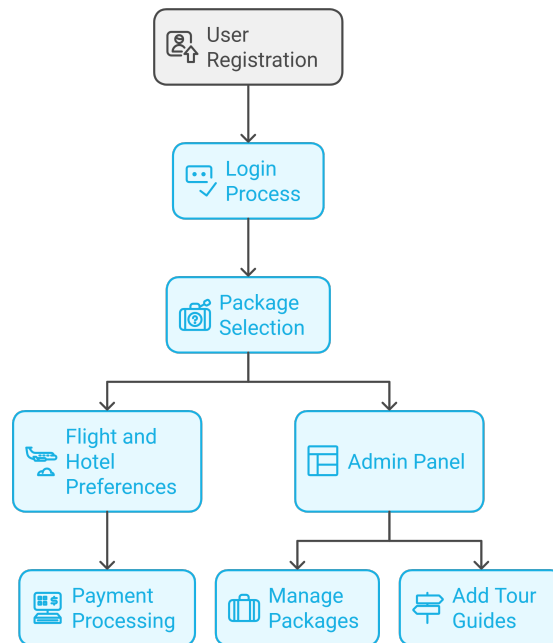 User
Registration
Login
Process
Package
Selection
Flight and
Hotel
Preferences
Admin Panel
Payment
Processing
Manage
Packages
Add Tour
Guides